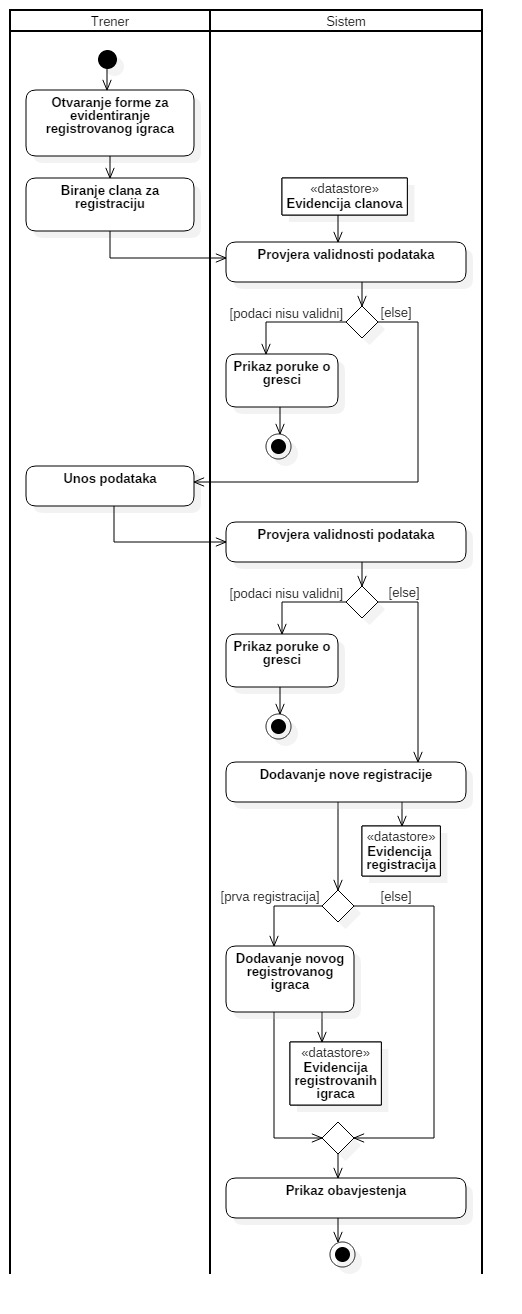 Trener
Sistem
Otvaranje forme za
evidentiranje
registrovanog igraca
Biranje clana za
registraciju
«datastore»
Evidencija clanova
Provjera validnosti podataka
[podaci nisu validni]
[else]
Prikaz poruke o
gresci
Unos podataka
Provjera validnosti podataka
[podaci nisu validni]
[else]
Prikaz poruke o
gresci
Dodavanje nove registracije
«datastore»
Evidencija
registracija
[prva registracija]
[else]
Dodavanje novog
registrovanog
igraca
«datastore»
Evidencija
registrovanih
igraca
Prikaz obavjestenja